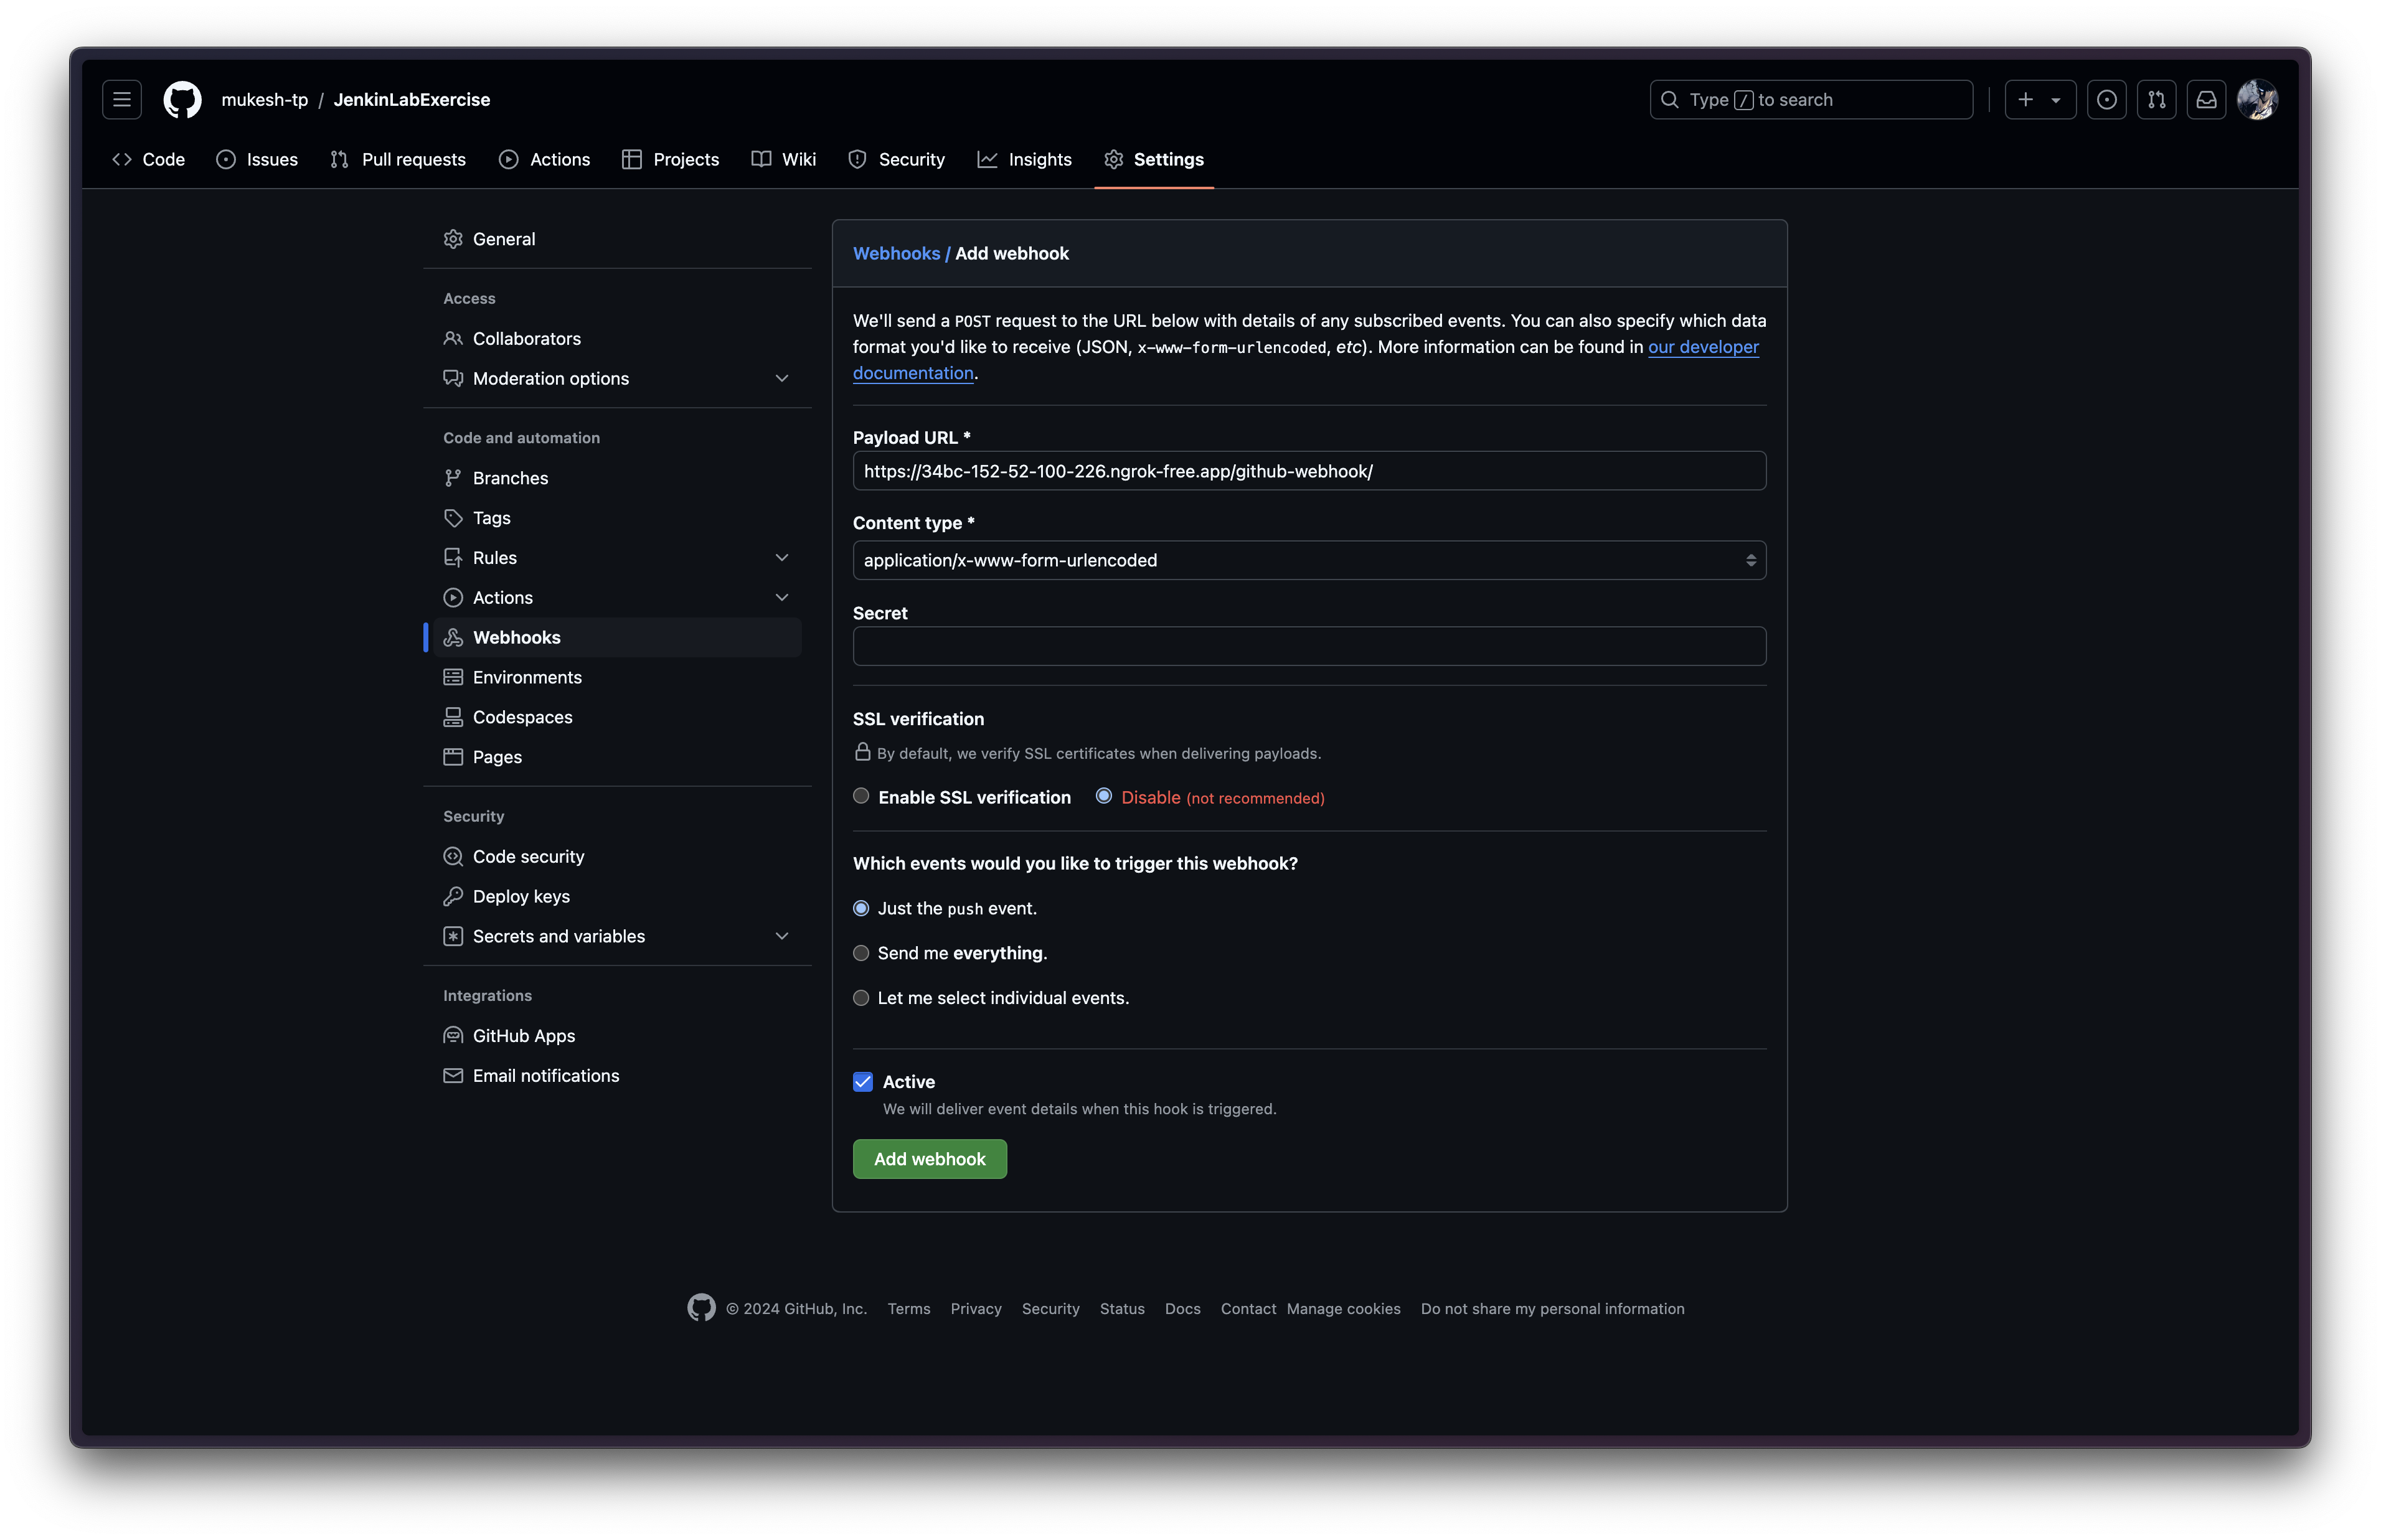 mukesh-tp / JenkinLabExercise
Type / to search
Code Issues Pull requests Actions Projects Wiki Security Insights Settings
General
Access
Collaborators
Moderation options
Code and automation
Branches
Tags
Rules
Actions
Webhooks
Environments
Codespaces
Pages
Security
Code security
Deploy keys
Secrets and variables
Integrations
GitHub Apps
Email notifications
Webhooks / Add webhook
We'll send a POST request to the URL below with details of any subscribed events. You can also specify which data
format you'd like to receive (JSON, x-www-form-urlencoded, etc). More information can be found in our developer
documentation.
Payload URL *
https://34bc-152-52-100-226.ngrok-free.app/github-webhook/
Content type *
application/x-www-form-urlencoded
Secret
SSL verification
By default, we verify SSL certificates when delivering payloads.
Enable SSL verification Disable (not recommended)
Which events would you like to trigger this webhook?
Just the push event.
Send me everything.
Let me select individual events.
Active
We will deliver event details when this hook is triggered.
Add webhook
© 2024 GitHub, Inc. Terms Privacy Security Status Docs Contact Manage cookies Do not share my personal information